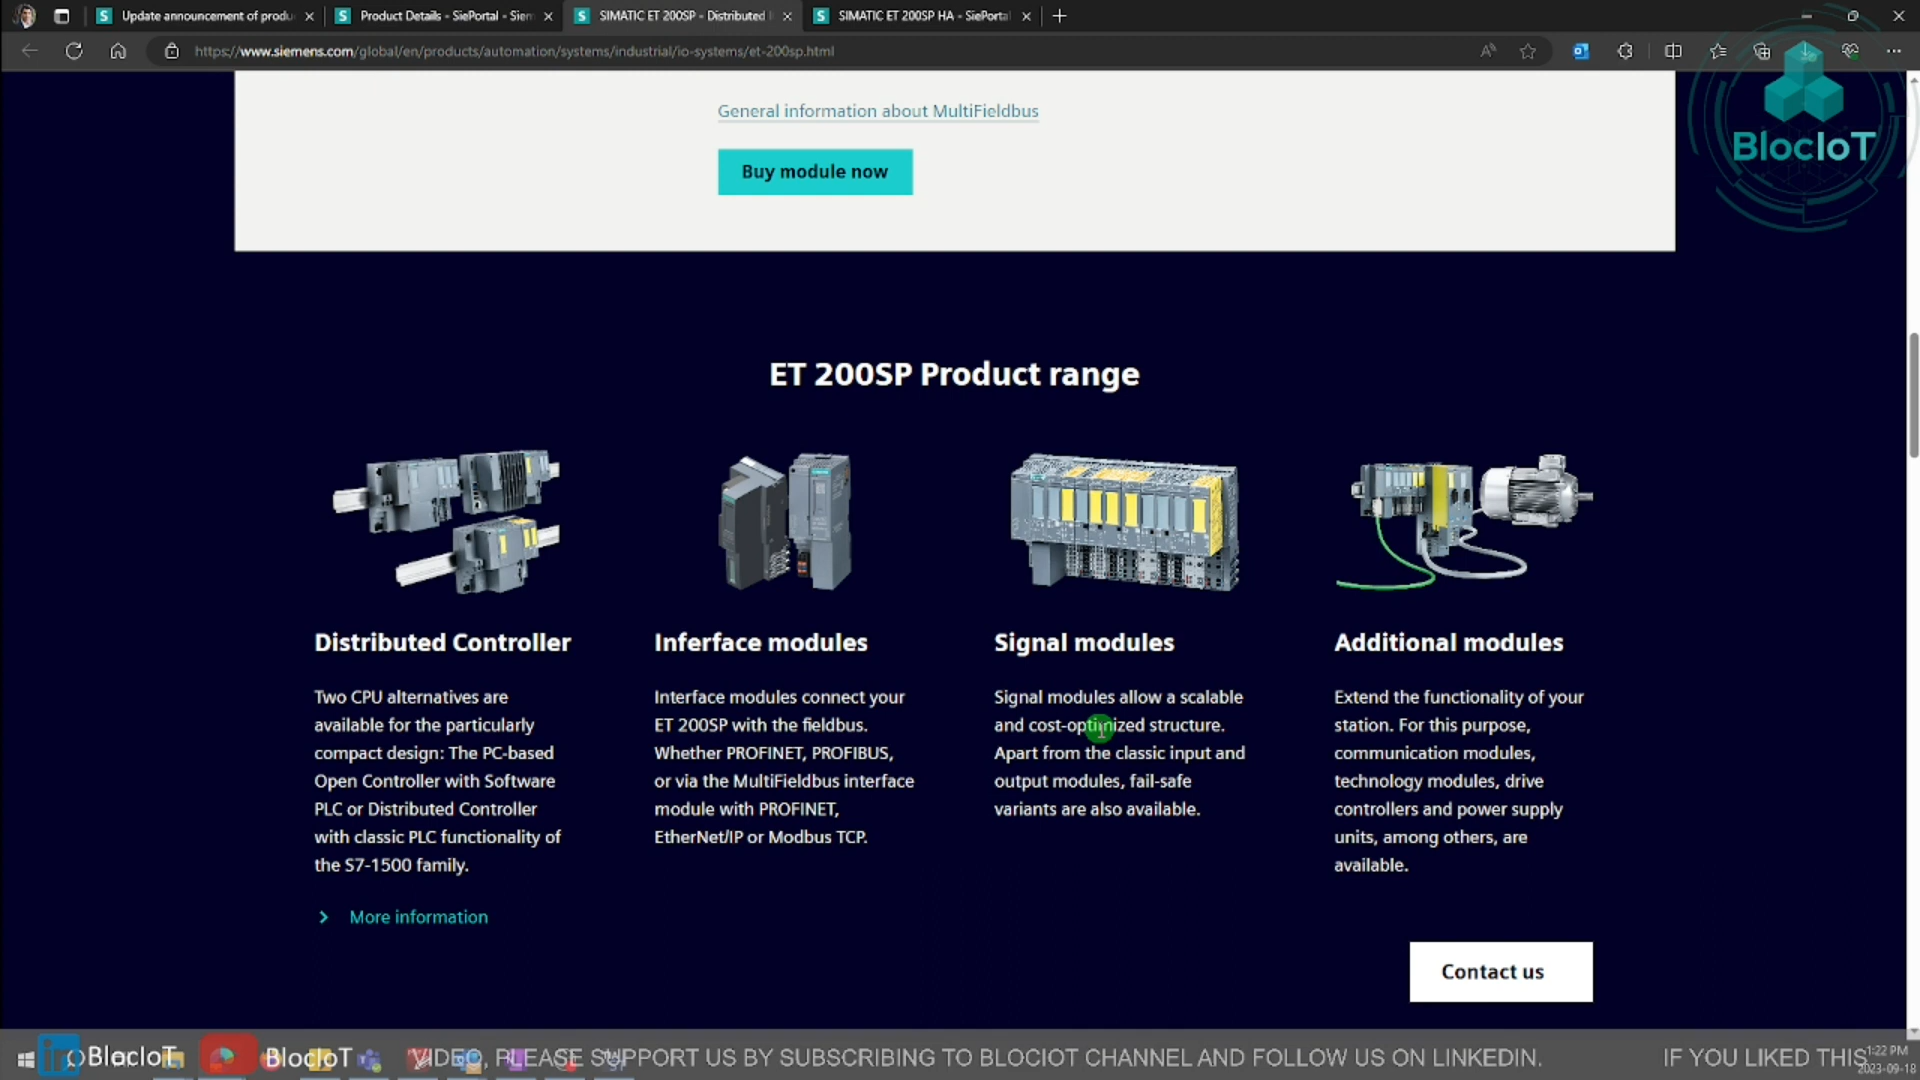 Update announcement of produ
Product Details - SiePortal - Siem
SIMATIC ET 200SP - Distributed I
SIMATIC ET 200SP HA - SiePortal
https://www.siemens.com/global/en/products/automation/systems/industrial/io-systems/et-200sp.html
BlocIoT
General information about MultiFieldbus
Buy module now
ET 200SP Product range
Distributed Controller
Two CPU alternatives are
available for the particularly
compact design: The PC-based
Open Controller with Software
PLC or Distributed Controller
with classic PLC functionality of
the S7-1500 family.
More information
Inferface modules
Interface modules connect your
ET 200SP with the fieldbus.
Whether PROFINET, PROFIBUS,
or via the MultiFieldbus interface
module with PROFINET,
EtherNet/IP or Modbus TCP.
Signal modules
Signal modules allow a scalable
and cost-optimized structure.
Apart from the classic input and
output modules, fail-safe
variants are also available.
Additional modules
Extend the functionality of your
station. For this purpose,
communication modules,
technology modules, drive
controllers and power supply
units, among others, are
available.
Contact us
in BlocIoT
BlocIoT
VIDEO, PLEASE SUPPORT US BY SUBSCRIBING TO BLOCIOT CHANNEL AND FOLLOW US ON LINKEDIN.
IF YOU LIKED THIS
1:22 PM
2023-09-18